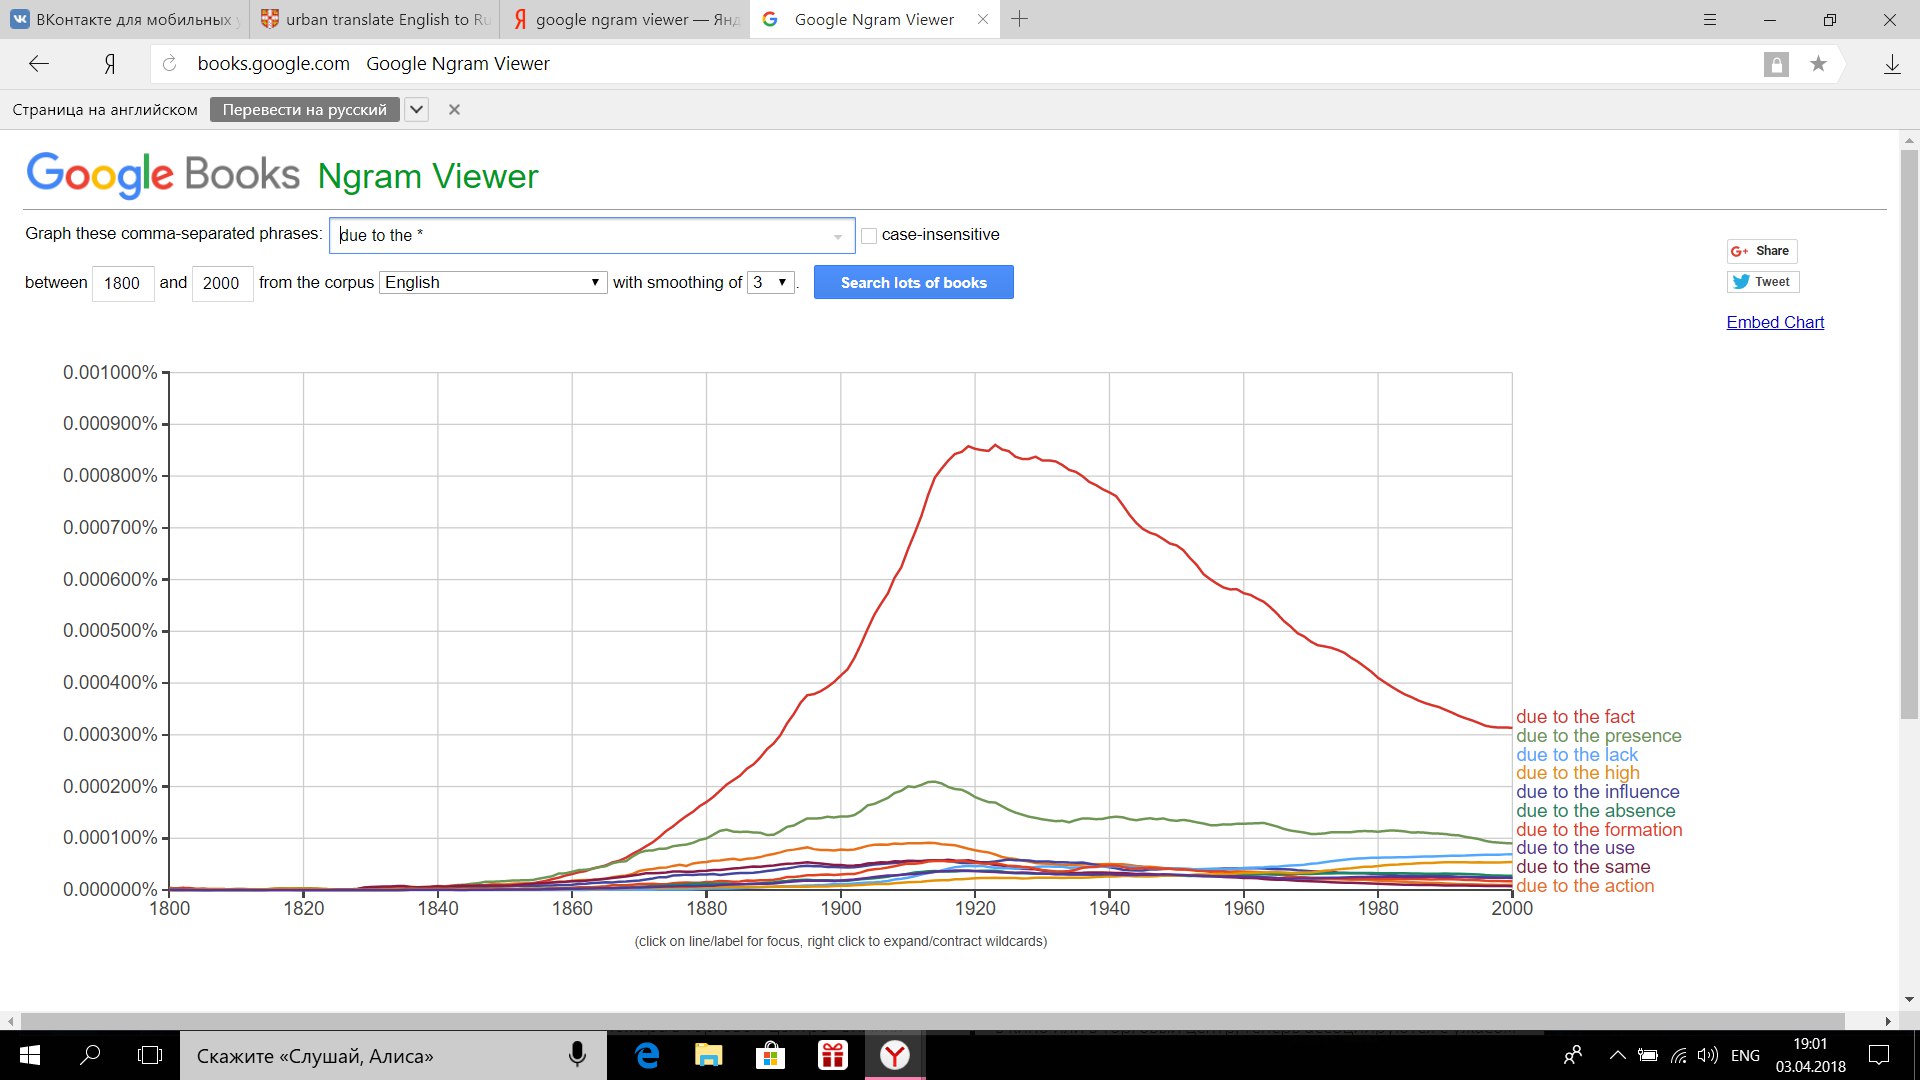 ВКонтакте для мобильных у
urban translate English to Ru
google ngram viewer — Янд
Google Ngram Viewer
books.google.com Google Ngram Viewer
Страница на английском Перевести на русский
Google Books Ngram Viewer
Graph these comma-separated phrases: due to the * case-insensitive
between 1800 and 2000 from the corpus English with smoothing of 3 . Search lots of books
G+ Share
Tweet
Embed Chart
0.001000%
0.000900%
0.000800%
0.000700%
0.000600%
0.000500%
0.000400%
0.000300%
0.000200%
0.000100%
0.000000%
1800 1820 1840 1860 1880 1900 1920 1940 1960 1980 2000
due to the fact
due to the presence
due to the lack
due to the high
due to the influence
due to the absence
due to the formation
due to the use
due to the same
due to the action
(click on line/label for focus, right click to expand/contract wildcards)
Скажите «Слушай, Алиса»
ENG
19:01
03.04.2018